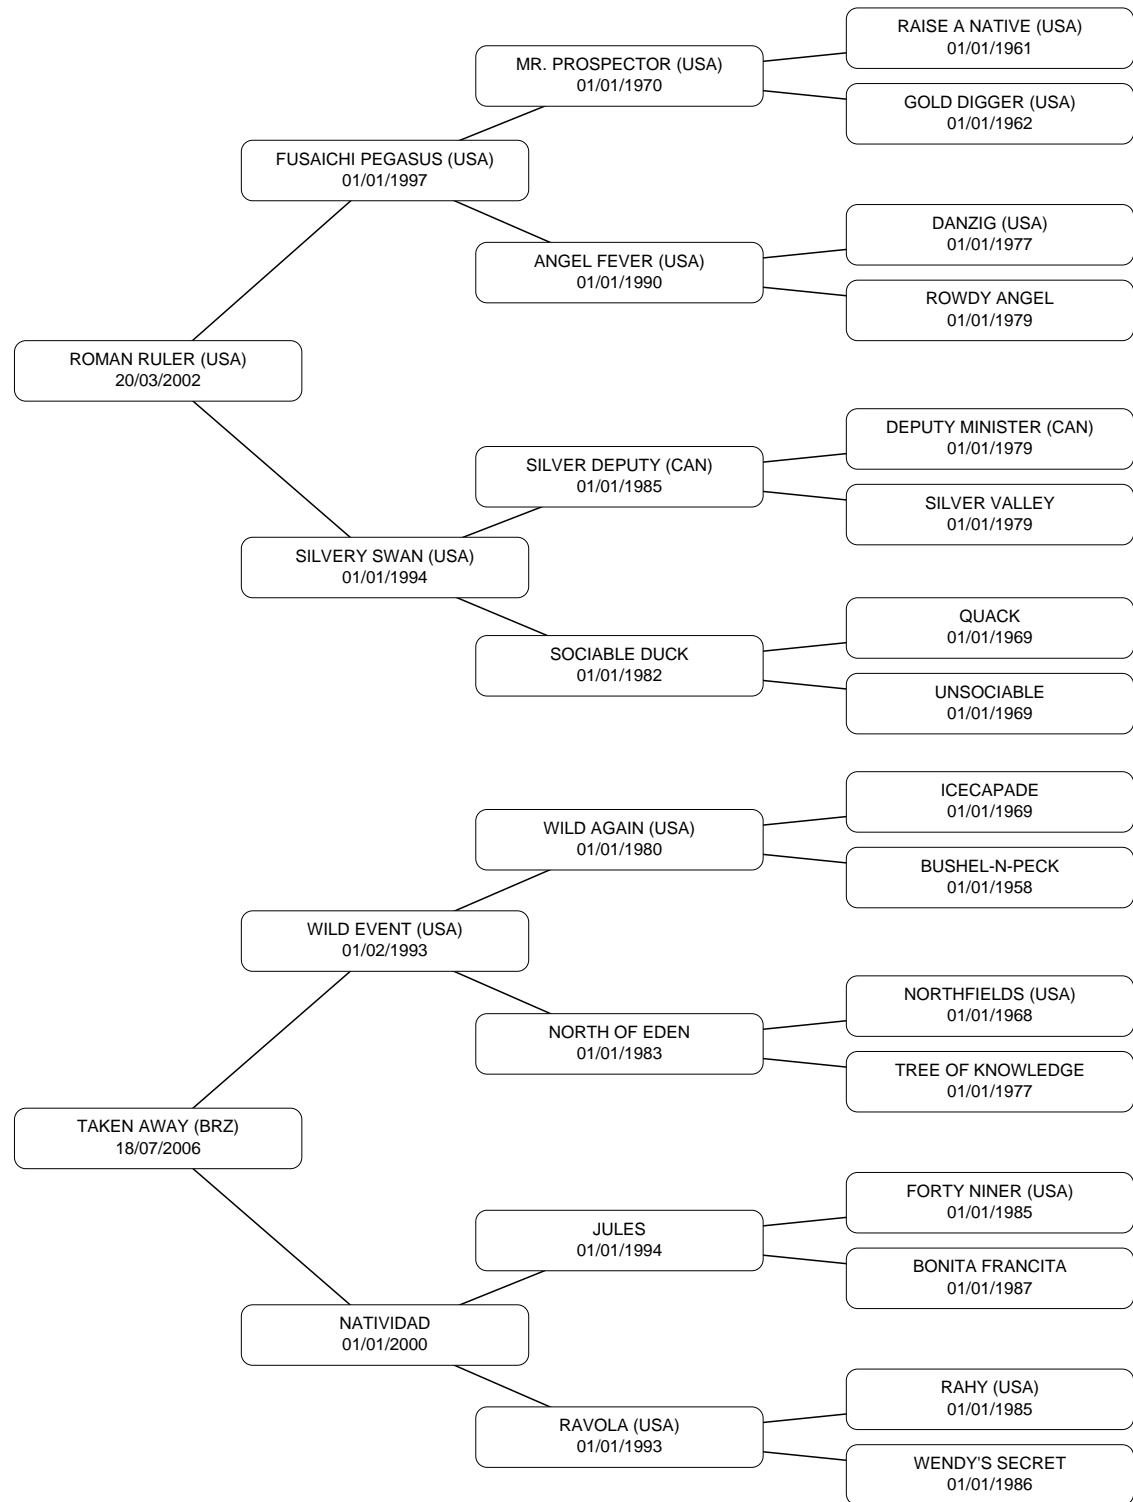 RAISE A NATIVE (USA)
01/01/1961
MR. PROSPECTOR (USA)
01/01/1970
GOLD DIGGER (USA)
01/01/1962
FUSAICHI PEGASUS (USA)
01/01/1997
DANZIG (USA)
01/01/1977
ANGEL FEVER (USA)
01/01/1990
ROWDY ANGEL
01/01/1979
ROMAN RULER (USA)
20/03/2002
DEPUTY MINISTER (CAN)
01/01/1979
SILVER DEPUTY (CAN)
01/01/1985
SILVER VALLEY
01/01/1979
SILVERY SWAN (USA)
01/01/1994
QUACK
01/01/1969
SOCIABLE DUCK
01/01/1982
UNSOCIABLE
01/01/1969
ICECAPADE
01/01/1969
WILD AGAIN (USA)
01/01/1980
BUSHEL-N-PECK
01/01/1958
WILD EVENT (USA)
01/02/1993
NORTHFIELDS (USA)
01/01/1968
NORTH OF EDEN
01/01/1983
TREE OF KNOWLEDGE
01/01/1977
TAKEN AWAY (BRZ)
18/07/2006
FORTY NINER (USA)
01/01/1985
JULES
01/01/1994
BONITA FRANCITA
01/01/1987
NATIVIDAD
01/01/2000
RAHY (USA)
01/01/1985
RAVOLA (USA)
01/01/1993
WENDY'S SECRET
01/01/1986